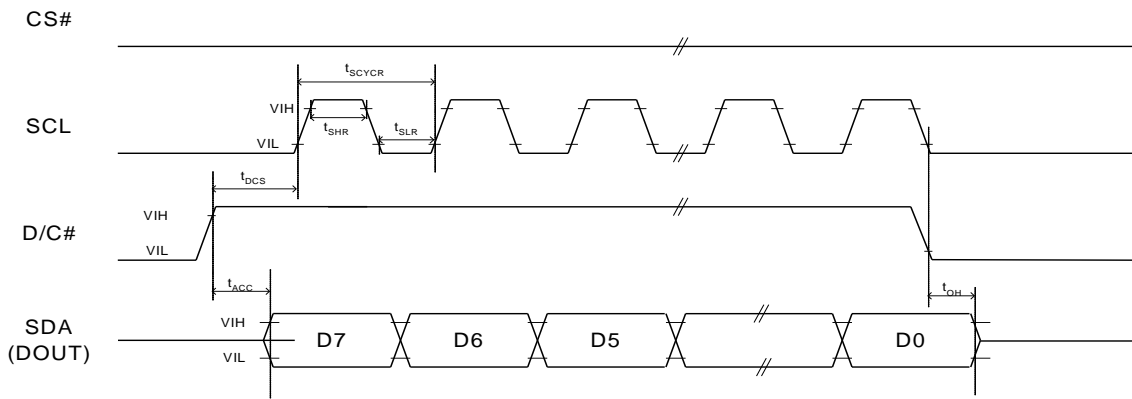 CS#
tSCYCR
VIH
SCL
tSHR
tSLR
VIL
tDCS
VIH
D/C#
VIL
tACC
tOH
SDA
(DOUT)
VIH
D7
D6
D5
D0
VIL